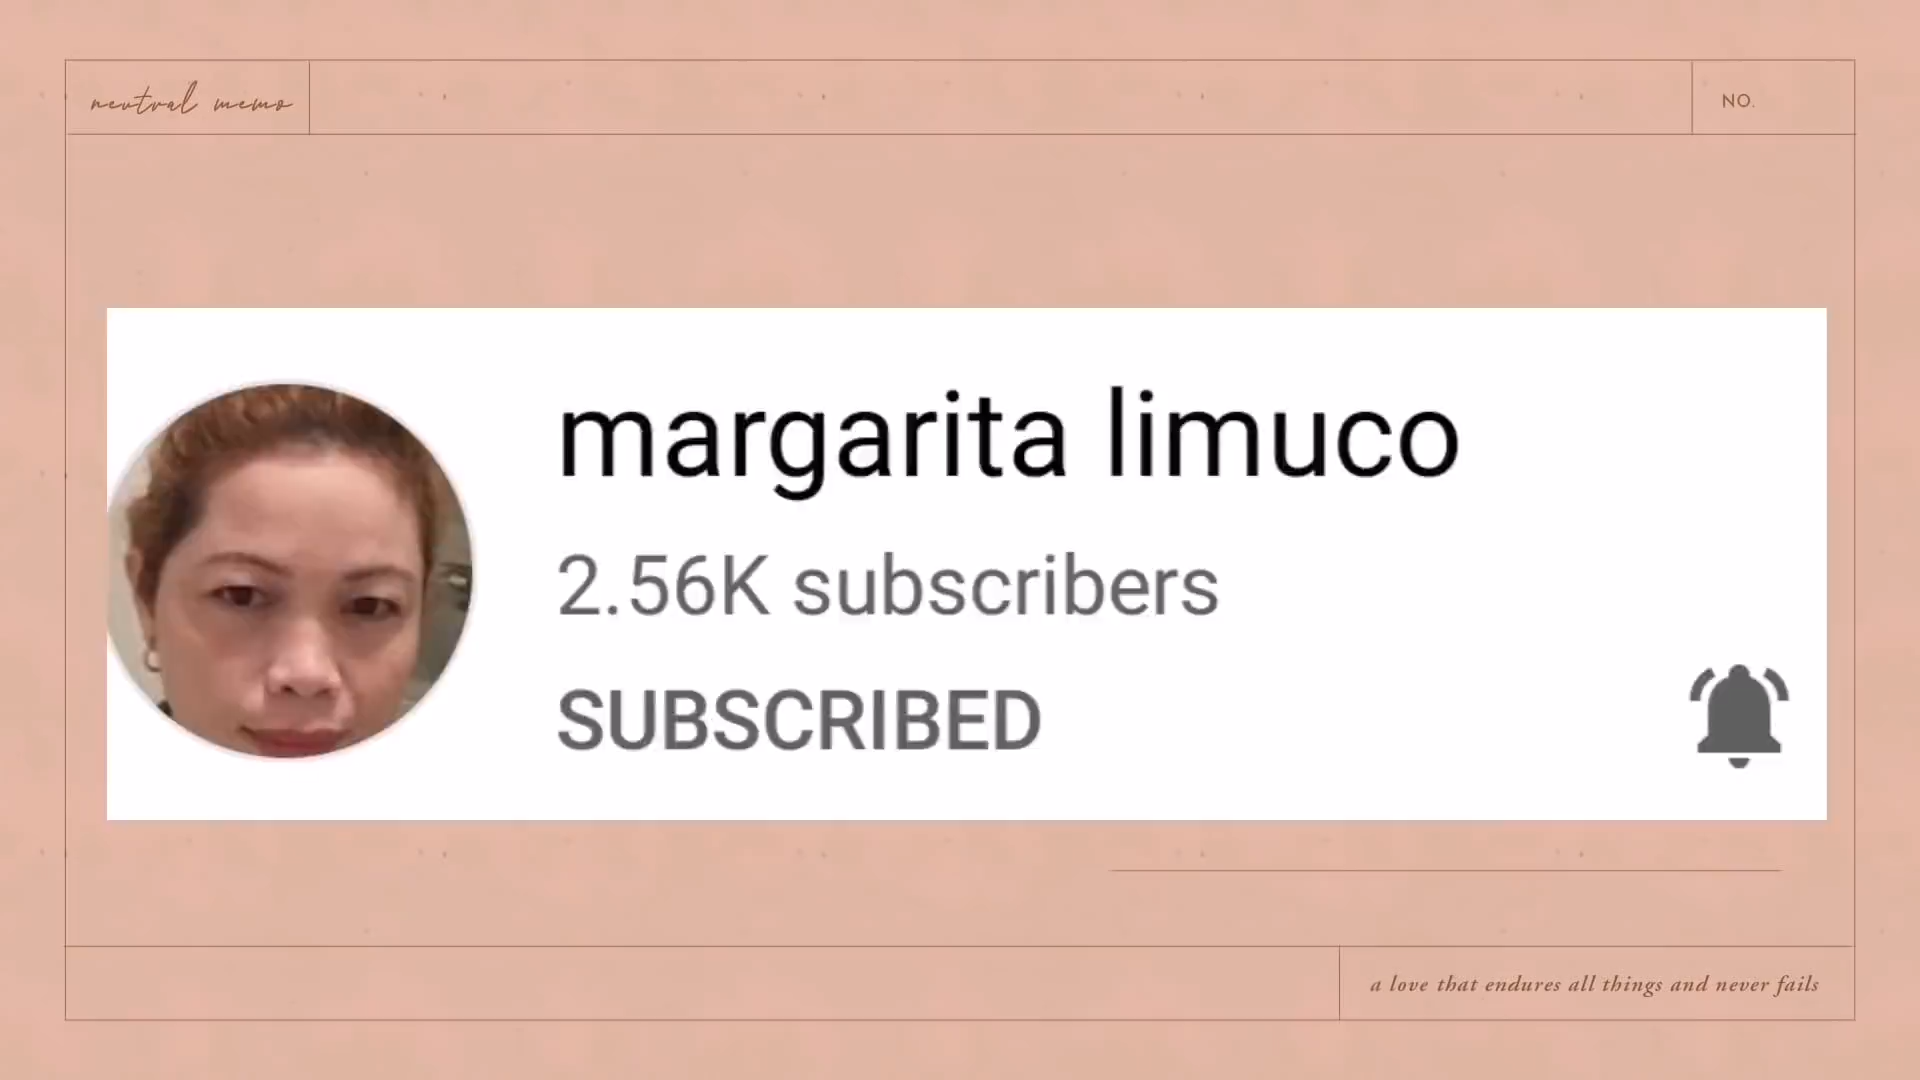 neutral memo
NO.
margarita limuco
2.56K subscribers
SUBSCRIBED
a love that endures all things and never fails